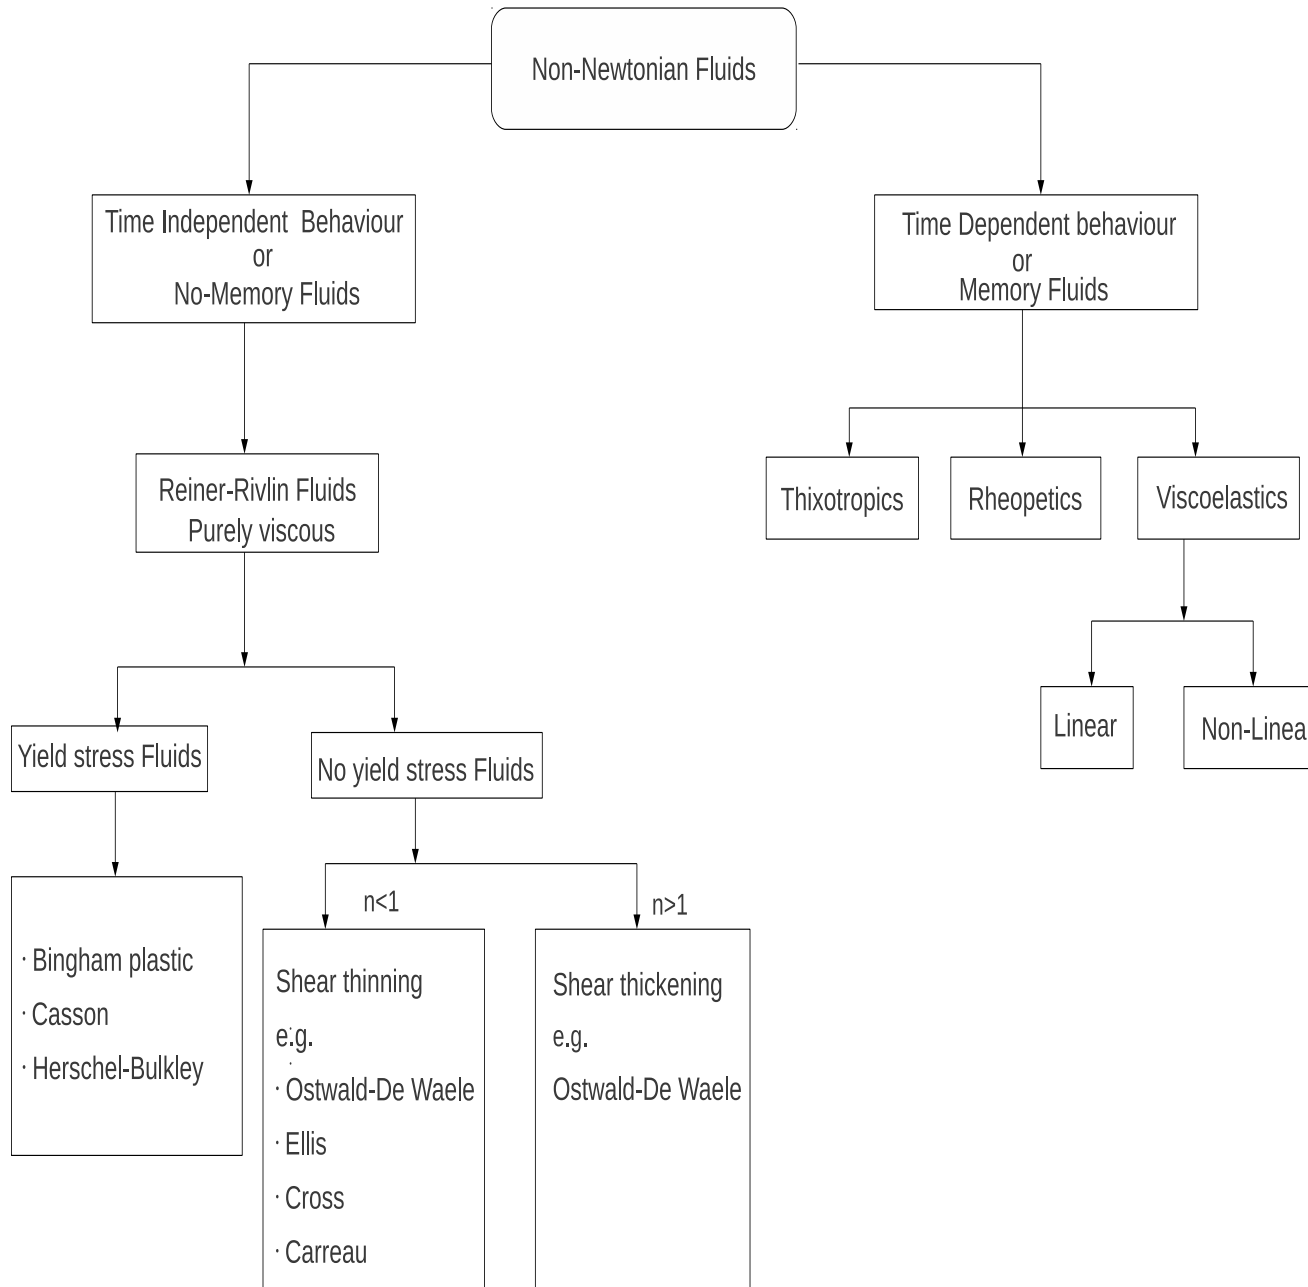 Non-Newtonian Fluids
Time Independent Behaviour
or
No-Memory Fluids
Time Dependent behaviour
or
Memory Fluids
Reiner-Rivlin Fluids
Purely viscous
Thixotropics
Rheopetics
Viscoelastics
Linear
Non-Linea
Yield stress Fluids
No yield stress Fluids
n<1
n>1
· Bingham plastic
· Casson
· Herschel-Bulkley
Shear thinning
e.g.
· Ostwald-De Waele
· Ellis
· Cross
· Carreau
Shear thickening
e.g.
Ostwald-De Waele